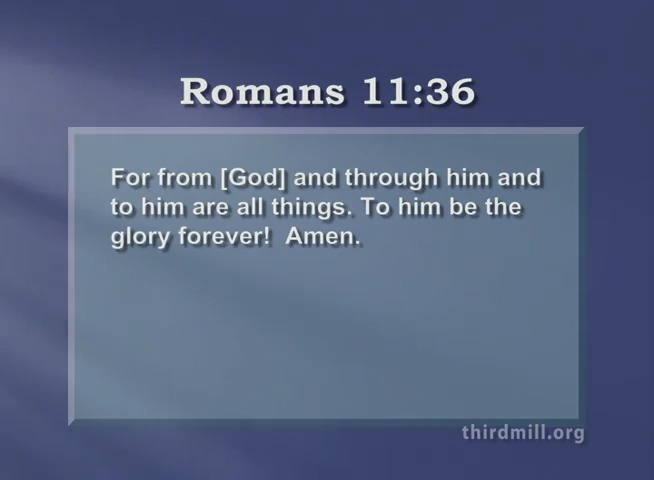 Romans 11:36
For from [God] and through him and
to him are all things. To him be the
glory forever!  Amen.
thirdmill.org